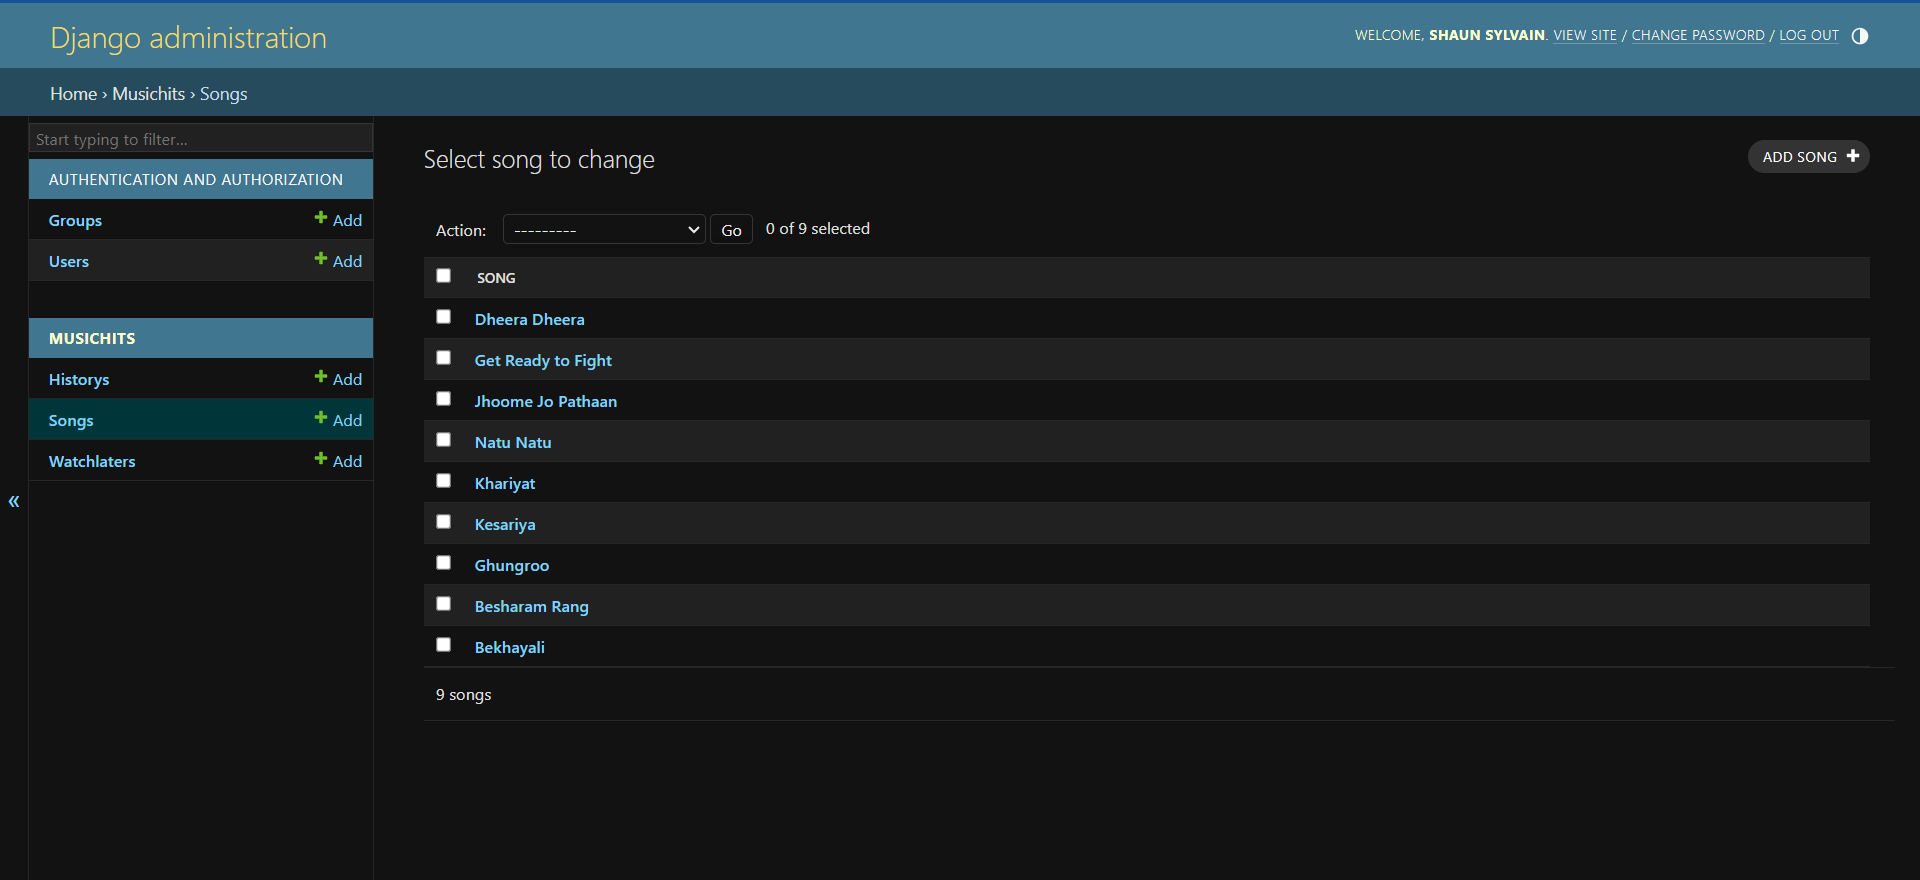 Django administration
WELCOME, SHAUN SYLVAIN. VIEW SITE / CHANGE PASSWORD / LOG OUT
Home › Musichits › Songs
Start typing to filter...
AUTHENTICATION AND AUTHORIZATION
Groups Add
Users Add
MUSICHITS
Historys Add
Songs Add
Watchlaters Add
«
Select song to change
ADD SONG
Action: --------- Go 0 of 9 selected
SONG
Dheera Dheera
Get Ready to Fight
Jhoome Jo Pathaan
Natu Natu
Khariyat
Kesariya
Ghungroo
Besharam Rang
Bekhayali
9 songs